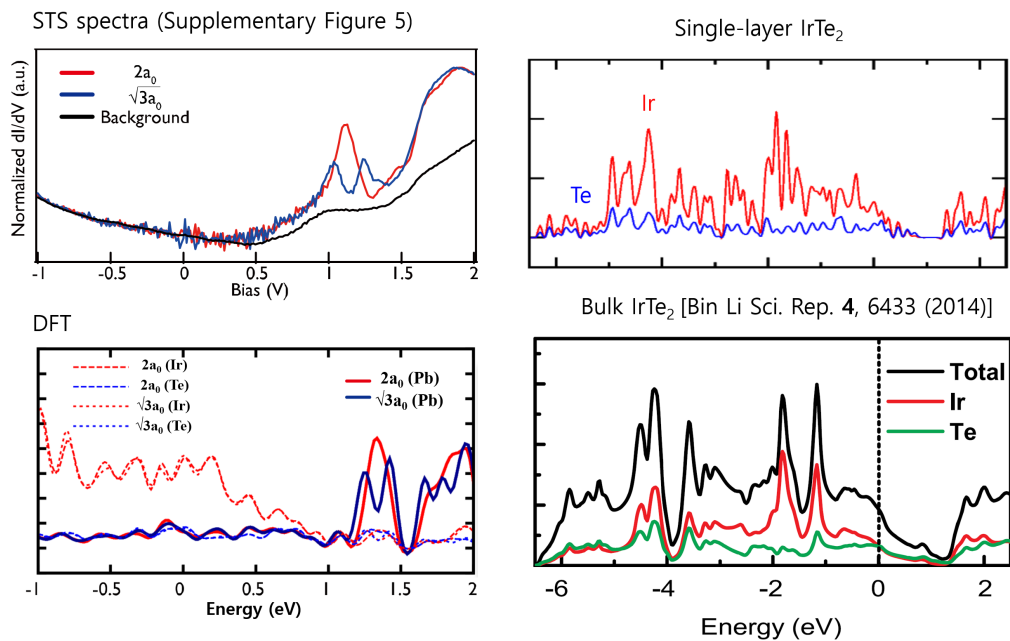 STS spectra (Supplementary Figure 5)
Normalized dI/dV (a.u.)
2a₀
√3a₀
Background
-1 -0.5 0 0.5 1 1.5 2
Bias (V)
DFT
2a₀ (Ir)
2a₀ (Te)
√3a₀ (Ir)
√3a₀ (Te)
2a₀ (Pb)
√3a₀ (Pb)
-1 -0.5 0 0.5 1 1.5 2
Energy (eV)
Single-layer IrTe₂
Ir
Te
Bulk IrTe₂ [Bin Li Sci. Rep. 4, 6433 (2014)]
Total
Ir
Te
-6 -4 -2 0 2
Energy (eV)